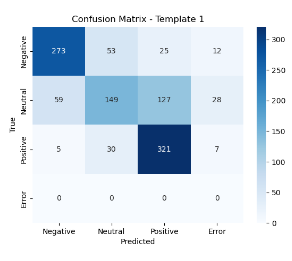 Confusion Matrix - Template 1
Negative 273 53 25 12
Neutral 59 149 127 28
Positive 5 30 321 7
Error 0 0 0 0
Negative Neutral Positive Error
Predicted
True
300
250
200
150
100
50
0